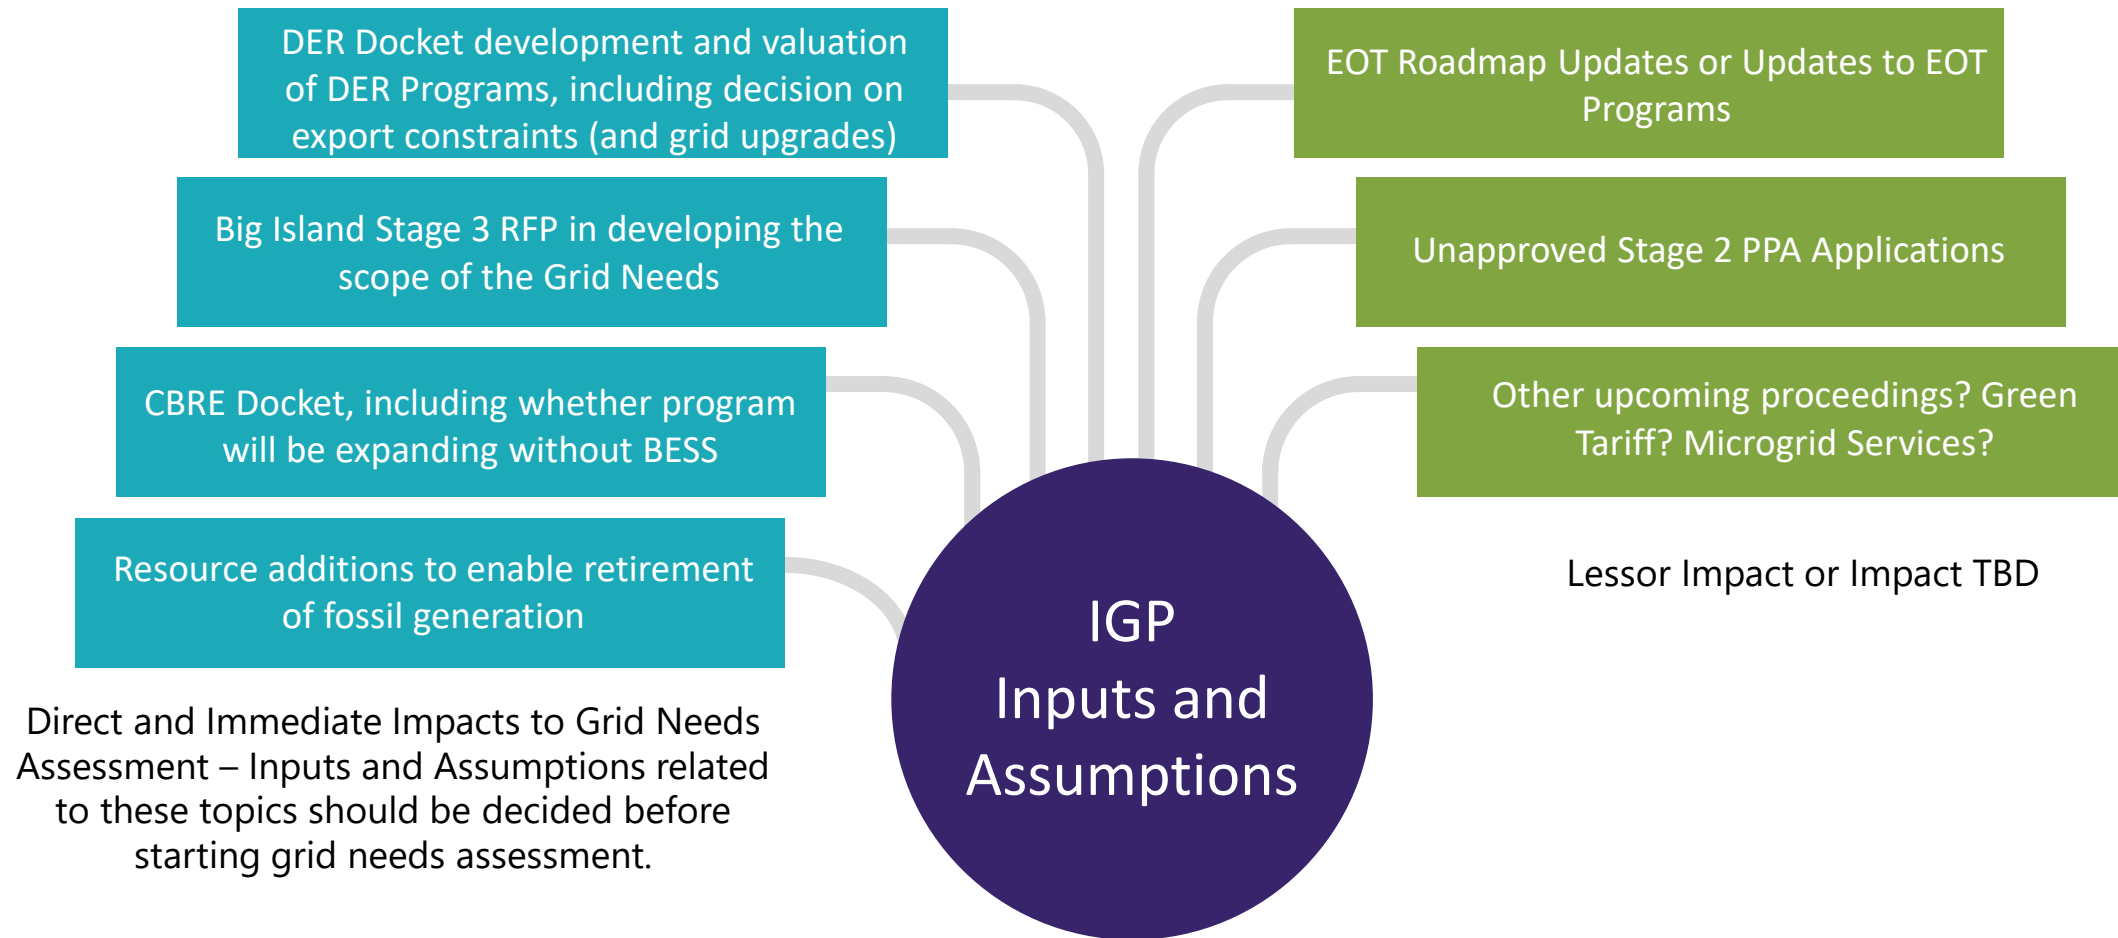 DER Docket development and valuation
of DER Programs, including decision on
export constraints (and grid upgrades)
Big Island Stage 3 RFP in developing the
scope of the Grid Needs
CBRE Docket, including whether program
will be expanding without BESS
Resource additions to enable retirement
of fossil generation
Direct and Immediate Impacts to Grid Needs
Assessment – Inputs and Assumptions related
to these topics should be decided before
starting grid needs assessment.
IGP
Inputs and
Assumptions
EOT Roadmap Updates or Updates to EOT
Programs
Unapproved Stage 2 PPA Applications
Other upcoming proceedings? Green
Tariff? Microgrid Services?
Lessor Impact or Impact TBD